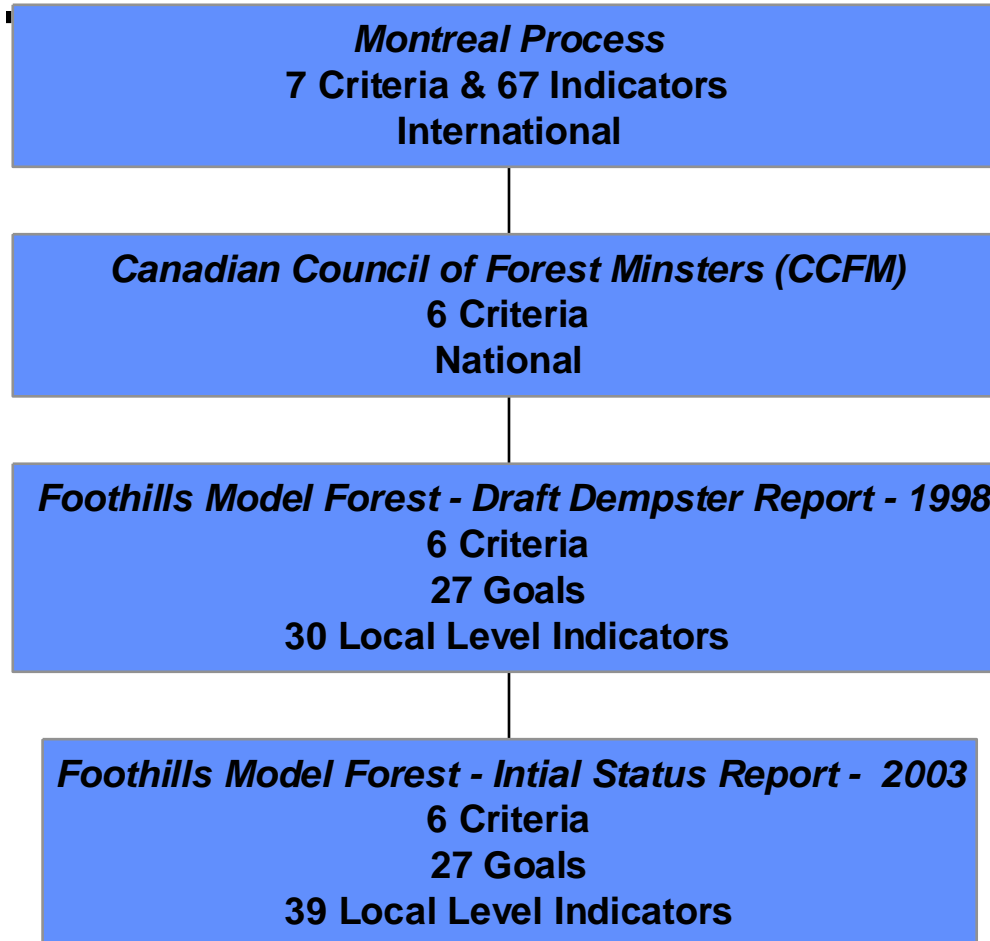 Montreal Process
7 Criteria & 67 Indicators
International
Canadian Council of Forest Minsters (CCFM)
6 Criteria
National
Foothills Model Forest - Draft Dempster Report - 1998
6 Criteria
27 Goals
30 Local Level Indicators
Foothills Model Forest - Intial Status Report - 2003
6 Criteria
27 Goals
39 Local Level Indicators